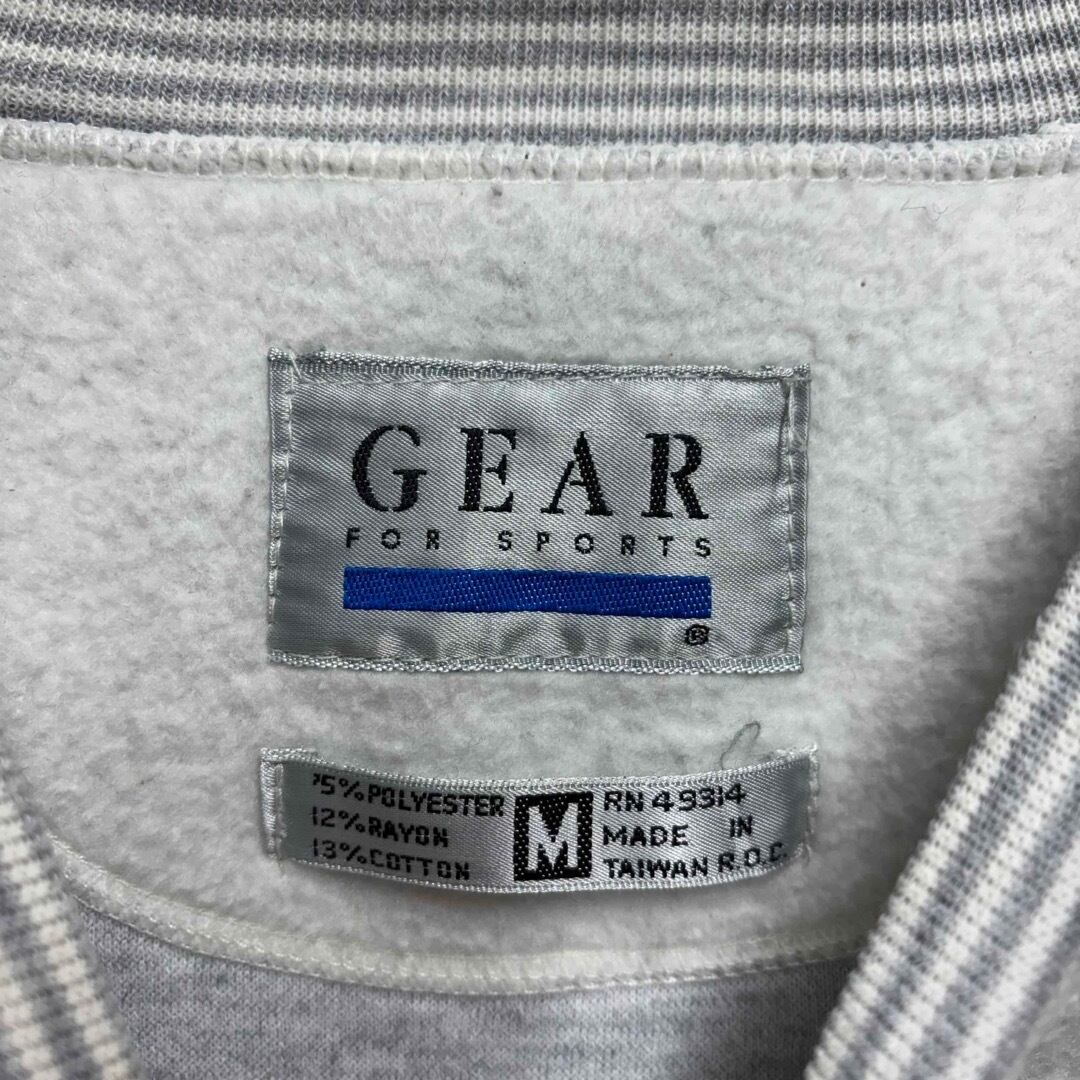 GEAR
FOR SPORTS
®
75%POLYESTER
12%RAYON
13%COTTON
M
RN 49314
MADE IN
TAIWAN R.O.C.